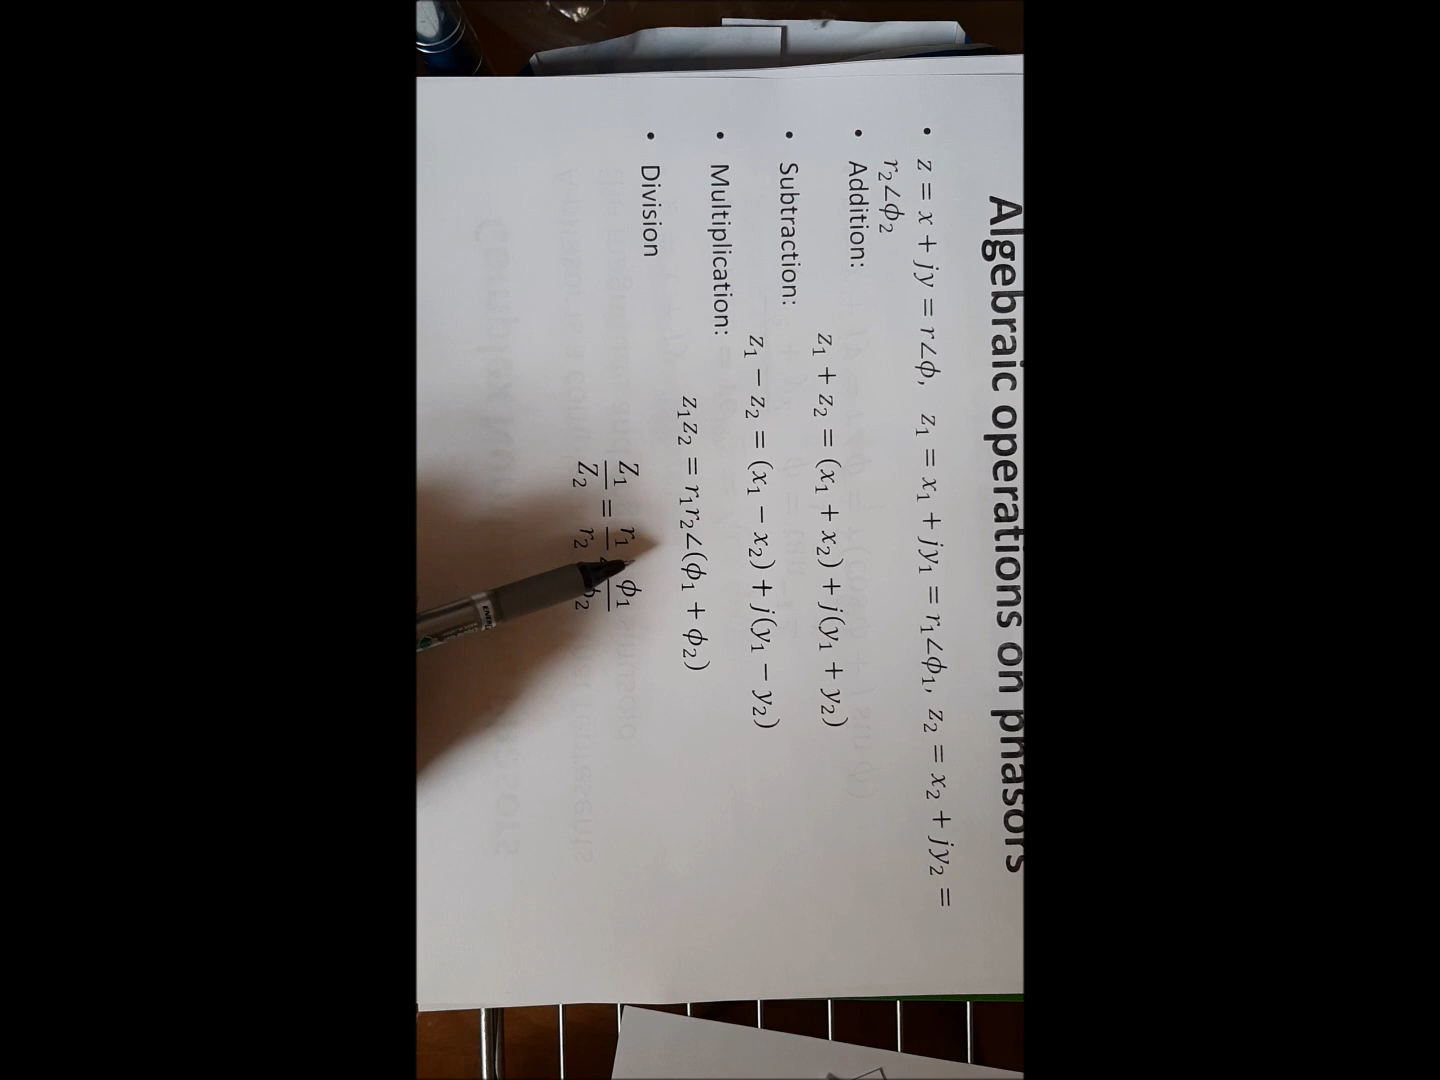 Algebraic operations on phasors
• z = x + jy = r∠ϕ, z₁ = x₁ + jy₁ = r₁∠ϕ₁, z₂ = x₂ + jy₂ =
r₂∠ϕ₂
• Addition:
z₁ + z₂ = (x₁ + x₂) + j(y₁ + y₂)
• Subtraction:
z₁ − z₂ = (x₁ − x₂) + j(y₁ − y₂)
• Multiplication:
z₁z₂ = r₁r₂∠(ϕ₁ + ϕ₂)
• Division
Z₁/Z₂ = r₁/r₂ ∠ ϕ₁/ϕ₂